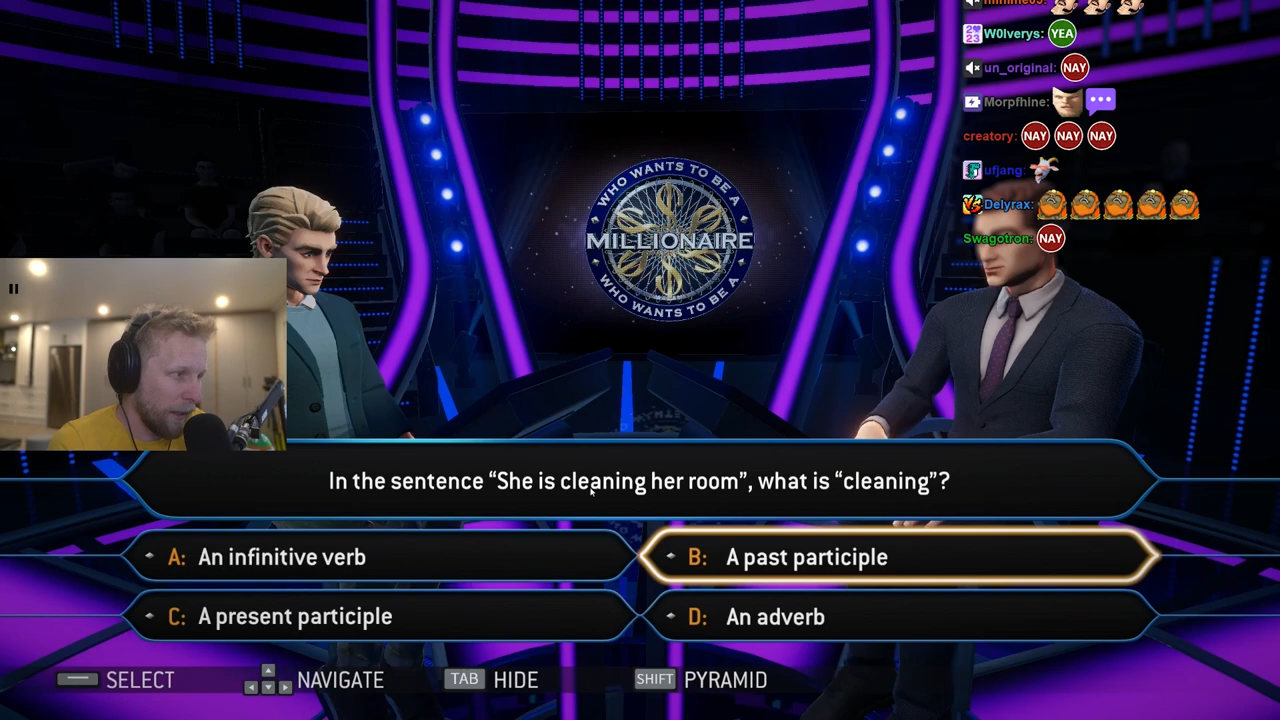 W0lverys: YEA
un_original: NAY
Morpfhine:
creatory: NAY NAY NAY
ufjang:
Delyrax:
Swagotron: NAY
WHO WANTS TO BE A
MILLIONAIRE
WHO WANTS TO BE A
In the sentence “She is cleaning her room”, what is “cleaning”?
A: An infinitive verb
B: A past participle
C: A present participle
D: An adverb
SELECT
NAVIGATE
TAB HIDE
SHIFT PYRAMID